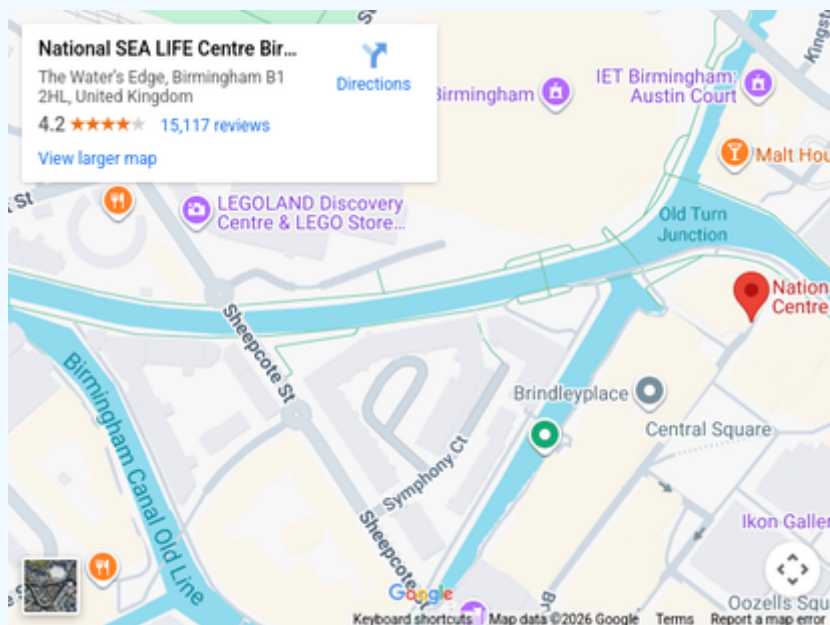 National SEA LIFE Centre Bir...
The Water's Edge, Birmingham B1
2HL, United Kingdom
4.2
15,117 reviews
View larger map
Directions
Birmingham
IET Birmingham:
Austin Court
Malt Hou
LEGOLAND Discovery
Centre & LEGO Store...
Old Turn
Junction
Nation
Centre
St
Sheepcote St
Birmingham Canal Old Line
Brindleyplace
Central Square
Symphony Ct
Sheepcote St
Ikon Galler
Oozells Squ
Google
Keyboard shortcuts
Map data ©2026 Google
Terms
Report a map error